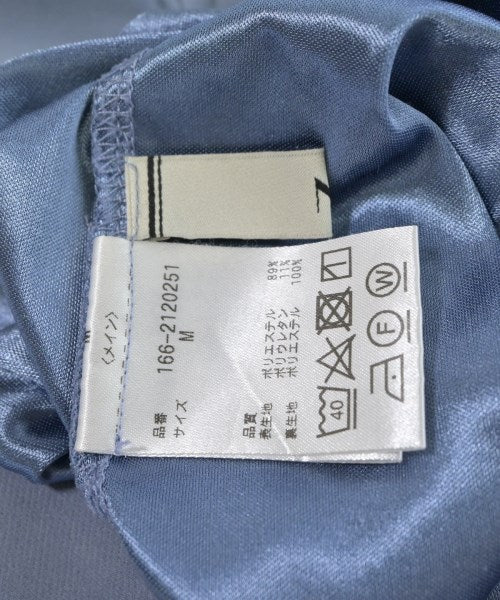 〈メイン〉
品番 166-2120251
サイズ M
品質
表生地 ポリエステル 89%
ポリウレタン 11%
裏生地 ポリエステル 100%
40
F
W